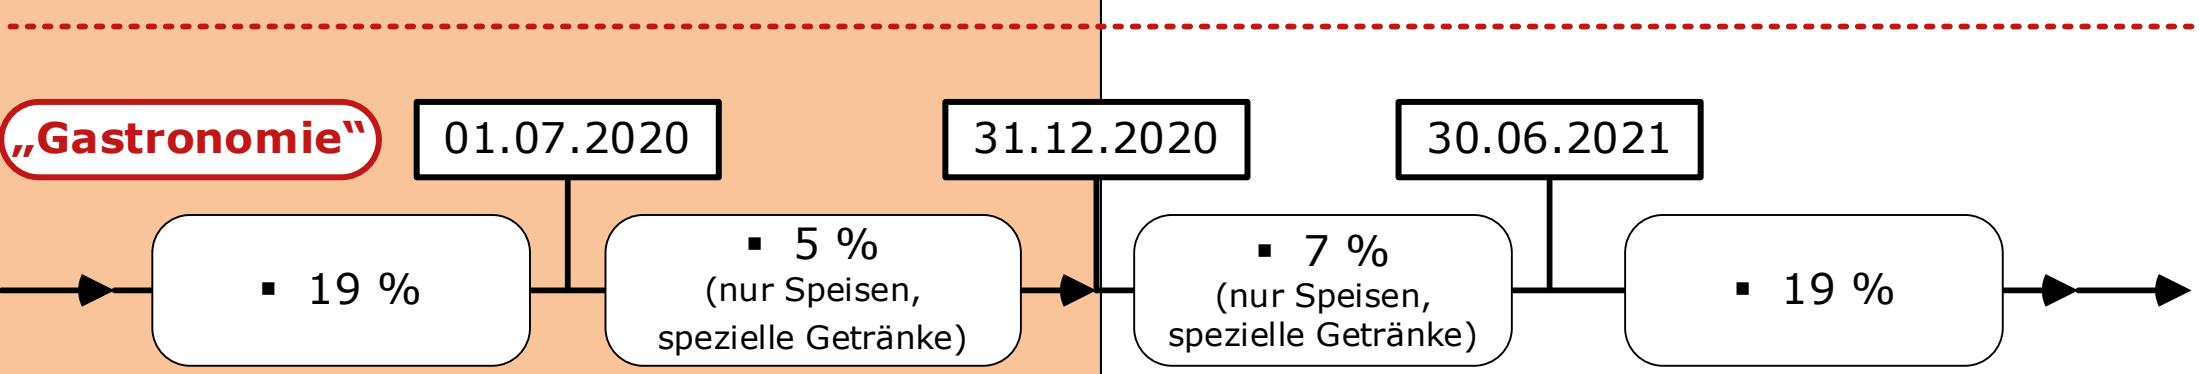 „Gastronomie“
01.07.2020
31.12.2020
30.06.2021
▪ 19 %
▪ 5 %
(nur Speisen,
spezielle Getränke)
▪ 7 %
(nur Speisen,
spezielle Getränke)
▪ 19 %